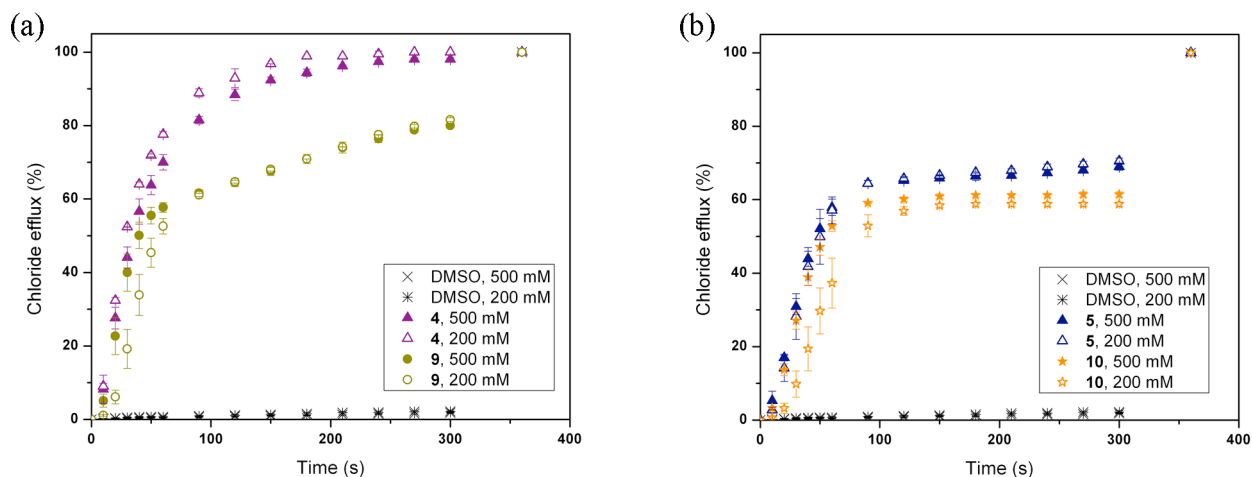 (a)
100
80
60
40
20
0
Chloride efflux (%)
DMSO, 500 mM
DMSO, 200 mM
4, 500 mM
4, 200 mM
9, 500 mM
9, 200 mM
0
100
200
300
400
Time (s)
(b)
100
80
60
40
20
0
Chloride efflux (%)
DMSO, 500 mM
DMSO, 200 mM
5, 500 mM
5, 200 mM
10, 500 mM
10, 200 mM
0
100
200
300
400
Time (s)